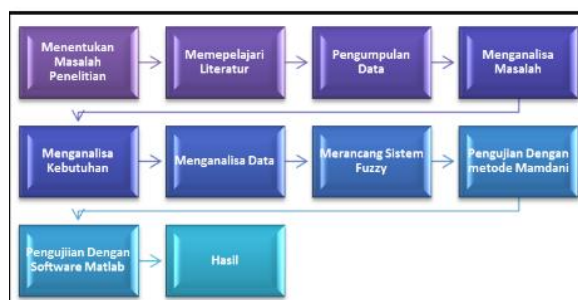 Menentukan
Masalah
Penelitian
Memepelajari
Literatur
Pengumpulan
Data
Menganalisa
Masalah
Menganalisa
Kebutuhan
Menganalisa Data
Merancang Sistem
Fuzzy
Pengujian Dengan
metode Mamdani
Pengujiian Dengan
Software Matlab
Hasil